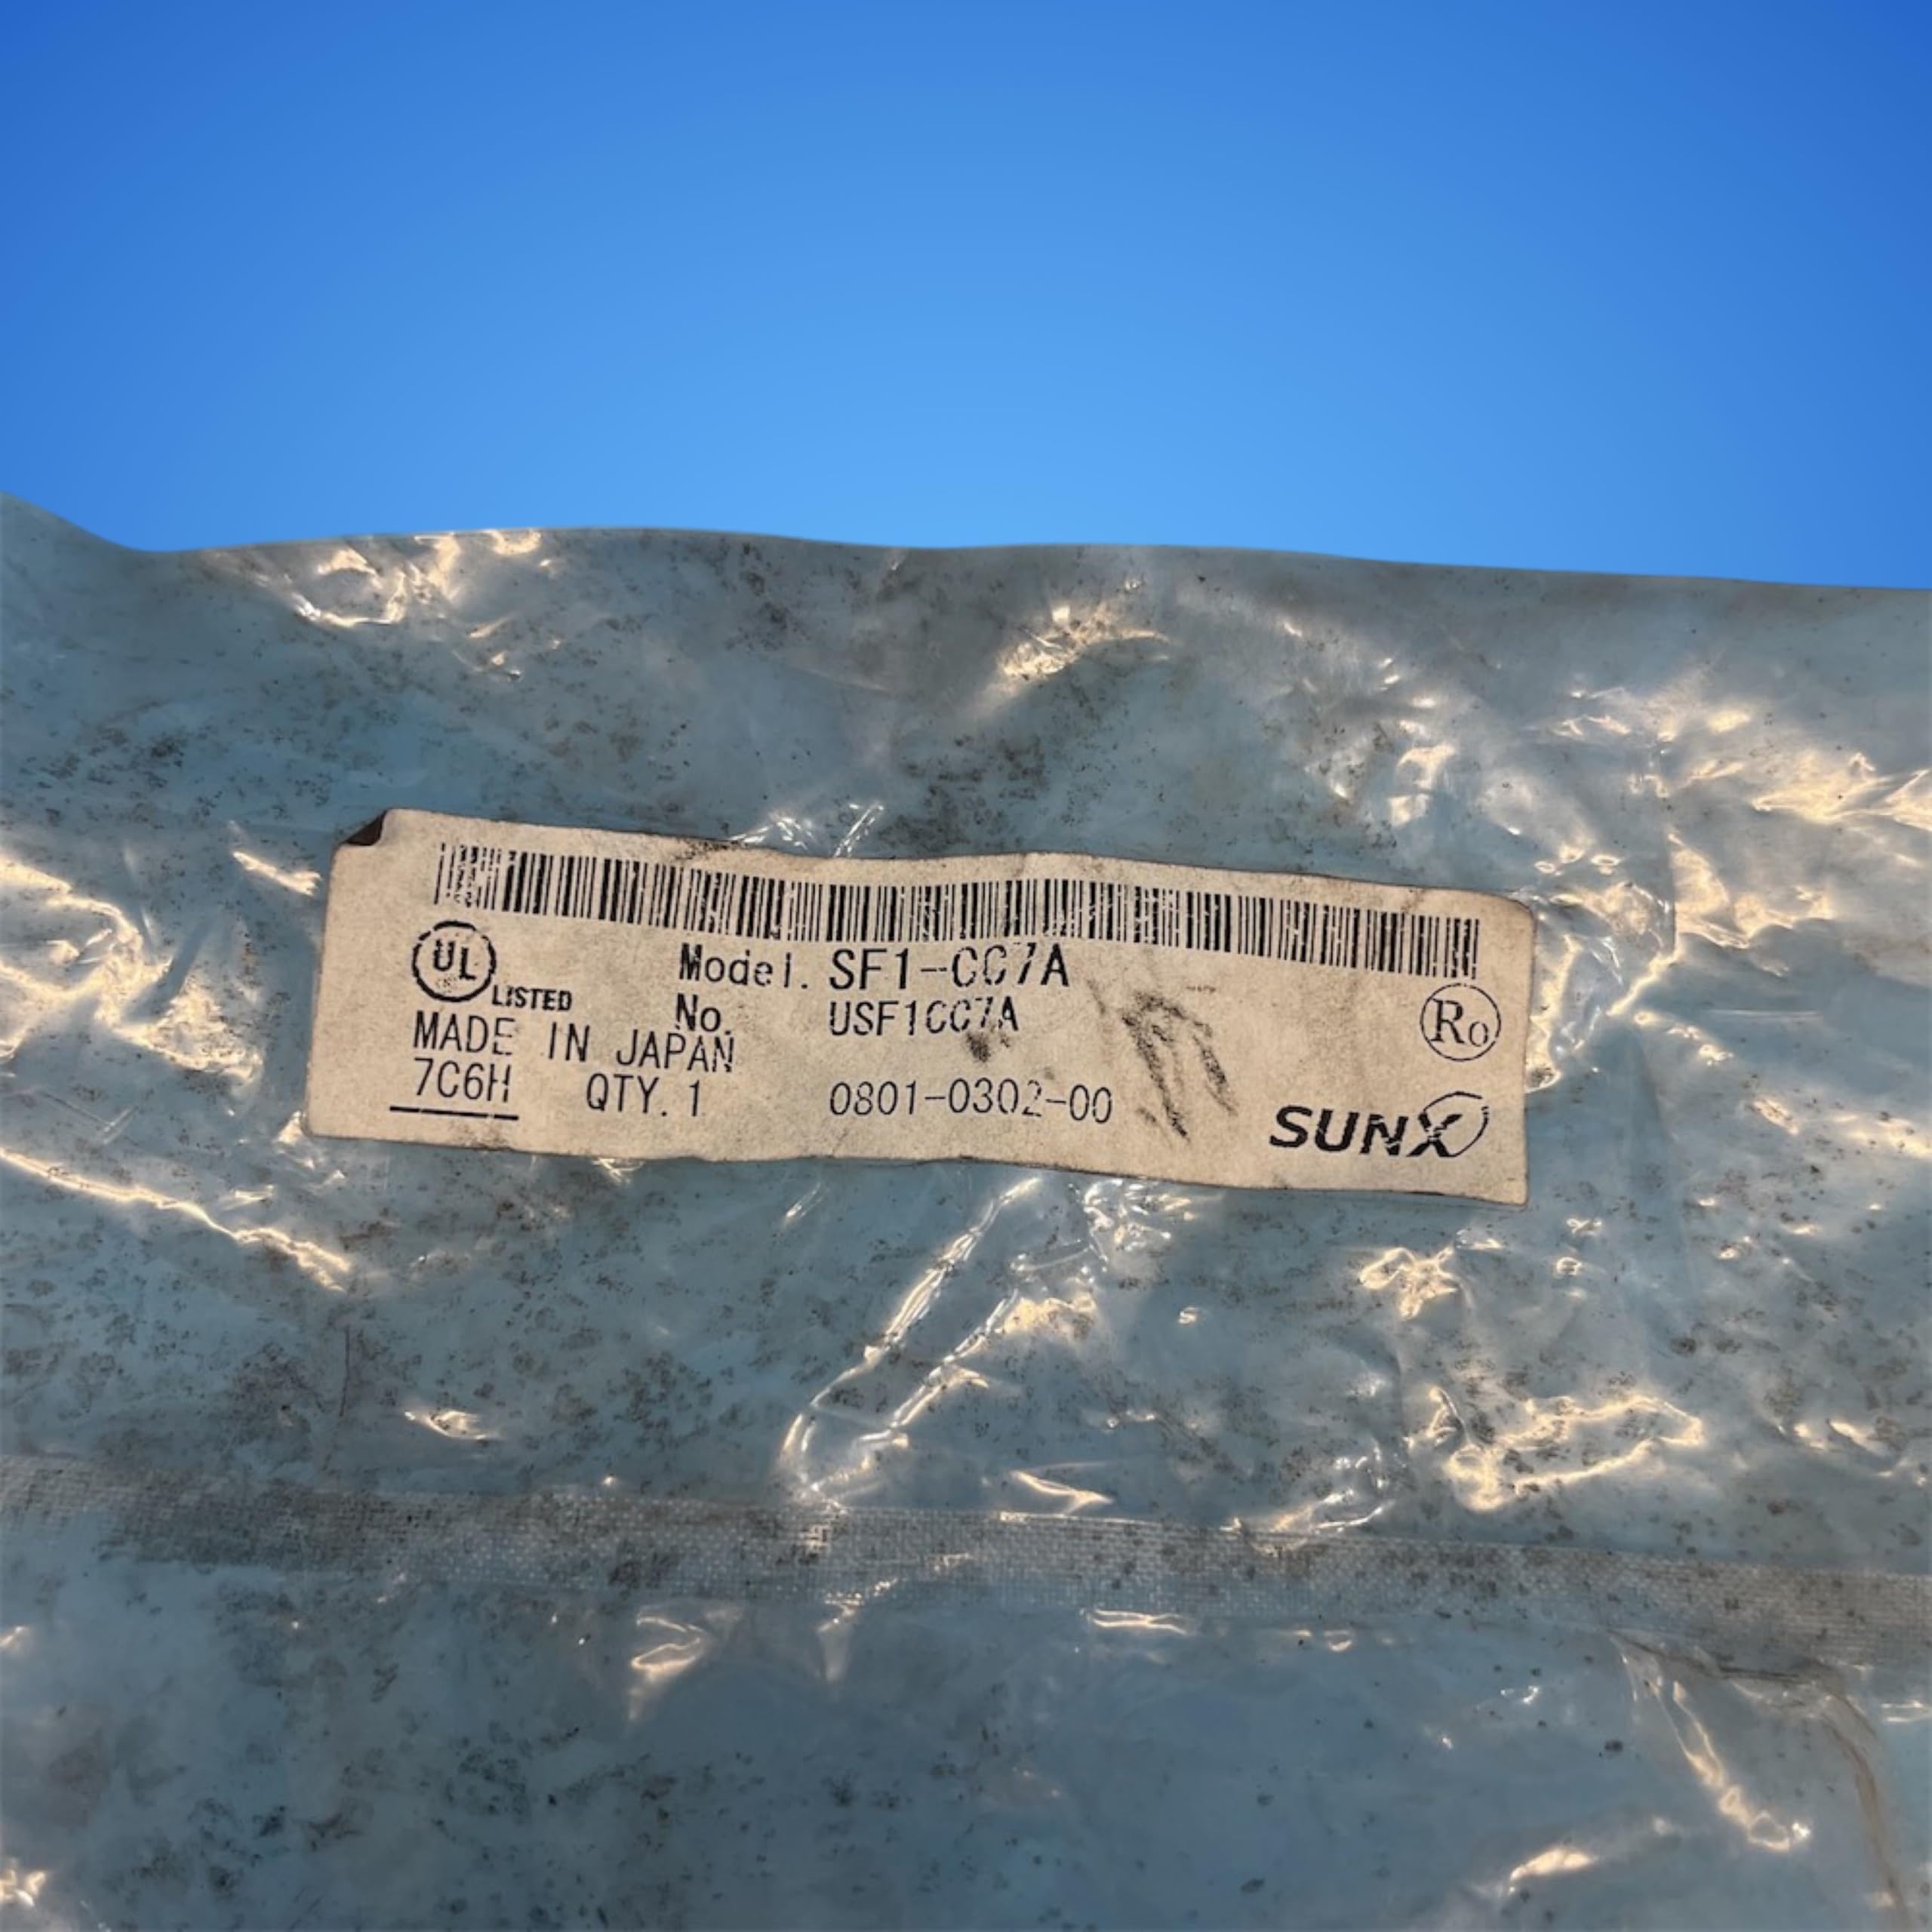 UL LISTED
Model. SF1-CC7A
No. USF1CC7A
Ro
MADE IN JAPAN
7C6H QTY.1 0801-0302-00
SUNX